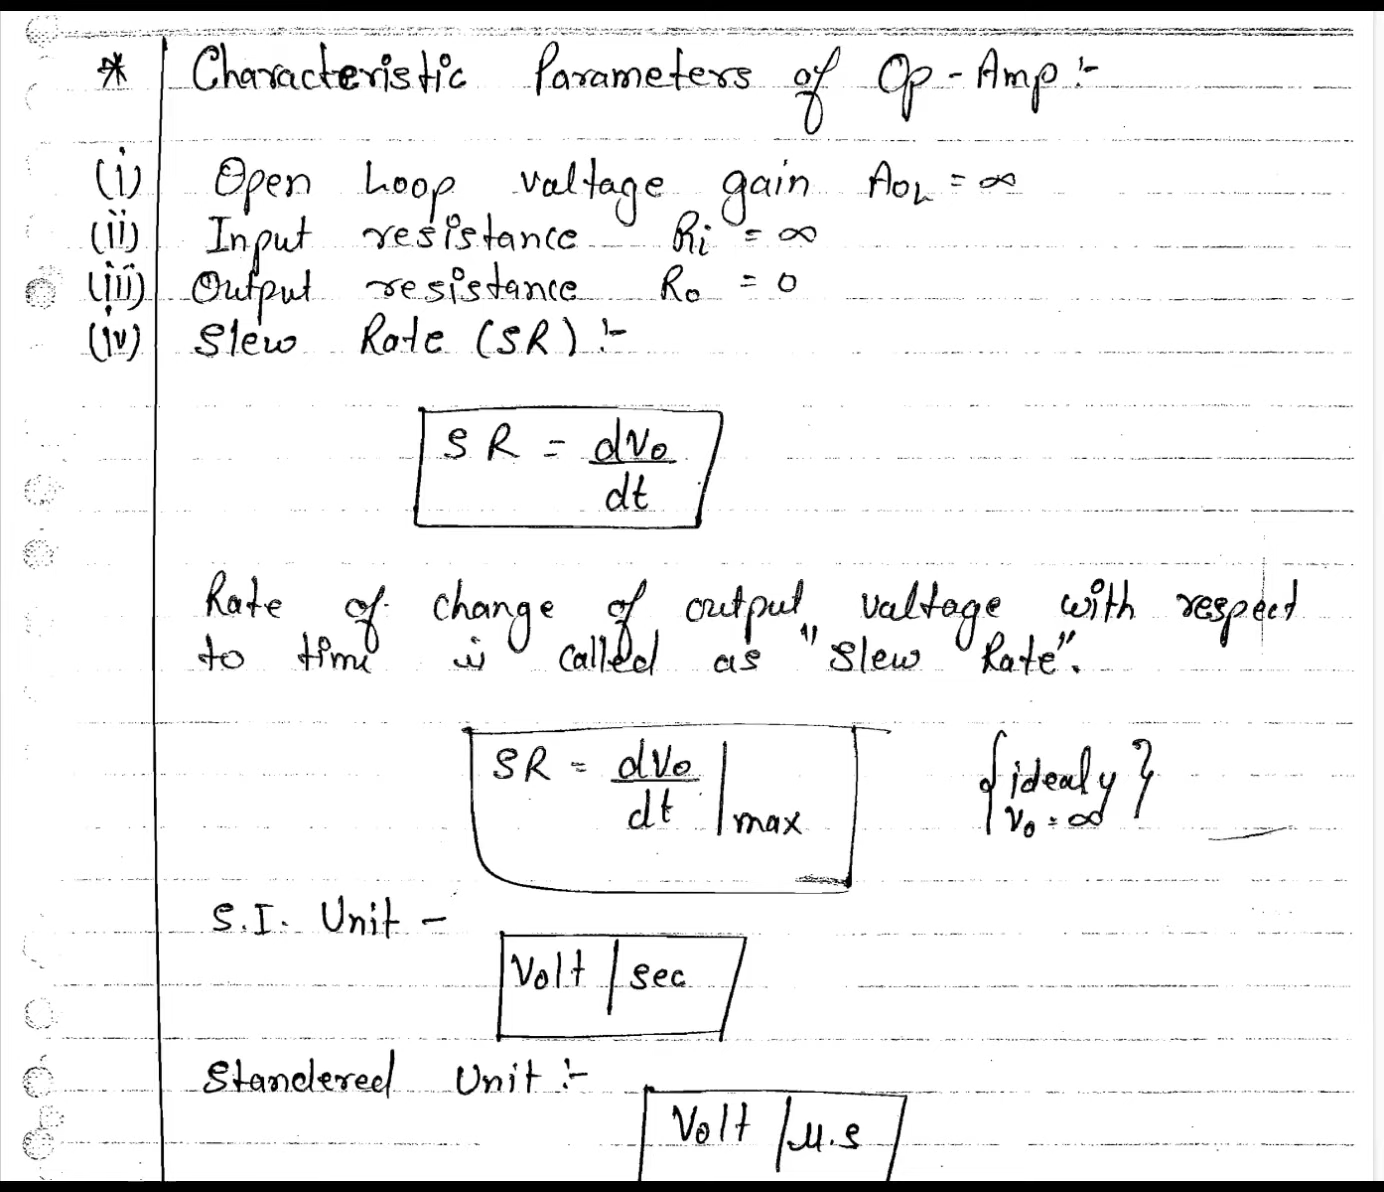 * Characteristic Parameters of Op-Amp :-
(i) Open Loop valtage gain AOL = ∞
(ii) Input resistance Ri = ∞
(iii) Output resistance Ro = 0
(iv) Slew Rate (SR) :-
SR = dvo
dt
Rate of change of output valtage with respect
to time is called as "Slew Rate".
SR = dvo
dt | max
{idealy}
vo = ∞
S.I. Unit -
Volt / sec
Standered Unit :-
Volt / μ.s